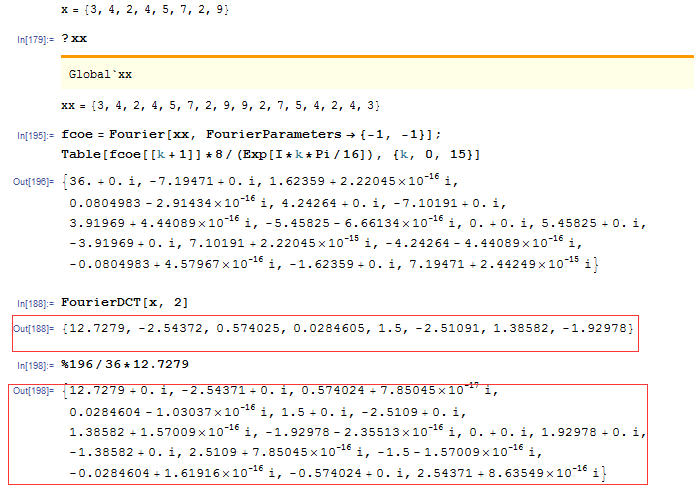 x = {3, 4, 2, 4, 5, 7, 2, 9}
In[179]:= ?xx
Global`xx
xx = {3, 4, 2, 4, 5, 7, 2, 9, 9, 2, 7, 5, 4, 2, 4, 3}
In[195]:= fcoe = Fourier[xx, FourierParameters → {-1, -1}];
Table[fcoe[[k + 1]] * 8 / (Exp[I * k * Pi / 16]), {k, 0, 15}]
Out[196]= {36. + 0. i, -7.19471 + 0. i, 1.62359 + 2.22045×10^-16 i,
0.0804983 - 2.91434×10^-16 i, 4.24264 + 0. i, -7.10191 + 0. i,
3.91969 + 4.44089×10^-16 i, -5.45825 - 6.66134×10^-16 i, 0. + 0. i, 5.45825 + 0. i,
-3.91969 + 0. i, 7.10191 + 2.22045×10^-15 i, -4.24264 - 4.44089×10^-16 i,
-0.0804983 + 4.57967×10^-16 i, -1.62359 + 0. i, 7.19471 + 2.44249×10^-15 i}
In[188]:= FourierDCT[x, 2]
Out[188]= {12.7279, -2.54372, 0.574025, 0.0284605, 1.5, -2.51091, 1.38582, -1.92978}
In[198]:= %196 / 36 * 12.7279
Out[198]= {12.7279 + 0. i, -2.54371 + 0. i, 0.574024 + 7.85045×10^-17 i,
0.0284604 - 1.03037×10^-16 i, 1.5 + 0. i, -2.5109 + 0. i,
1.38582 + 1.57009×10^-16 i, -1.92978 - 2.35513×10^-16 i, 0. + 0. i, 1.92978 + 0. i,
-1.38582 + 0. i, 2.5109 + 7.85045×10^-16 i, -1.5 - 1.57009×10^-16 i,
-0.0284604 + 1.61916×10^-16 i, -0.574024 + 0. i, 2.54371 + 8.63549×10^-16 i}